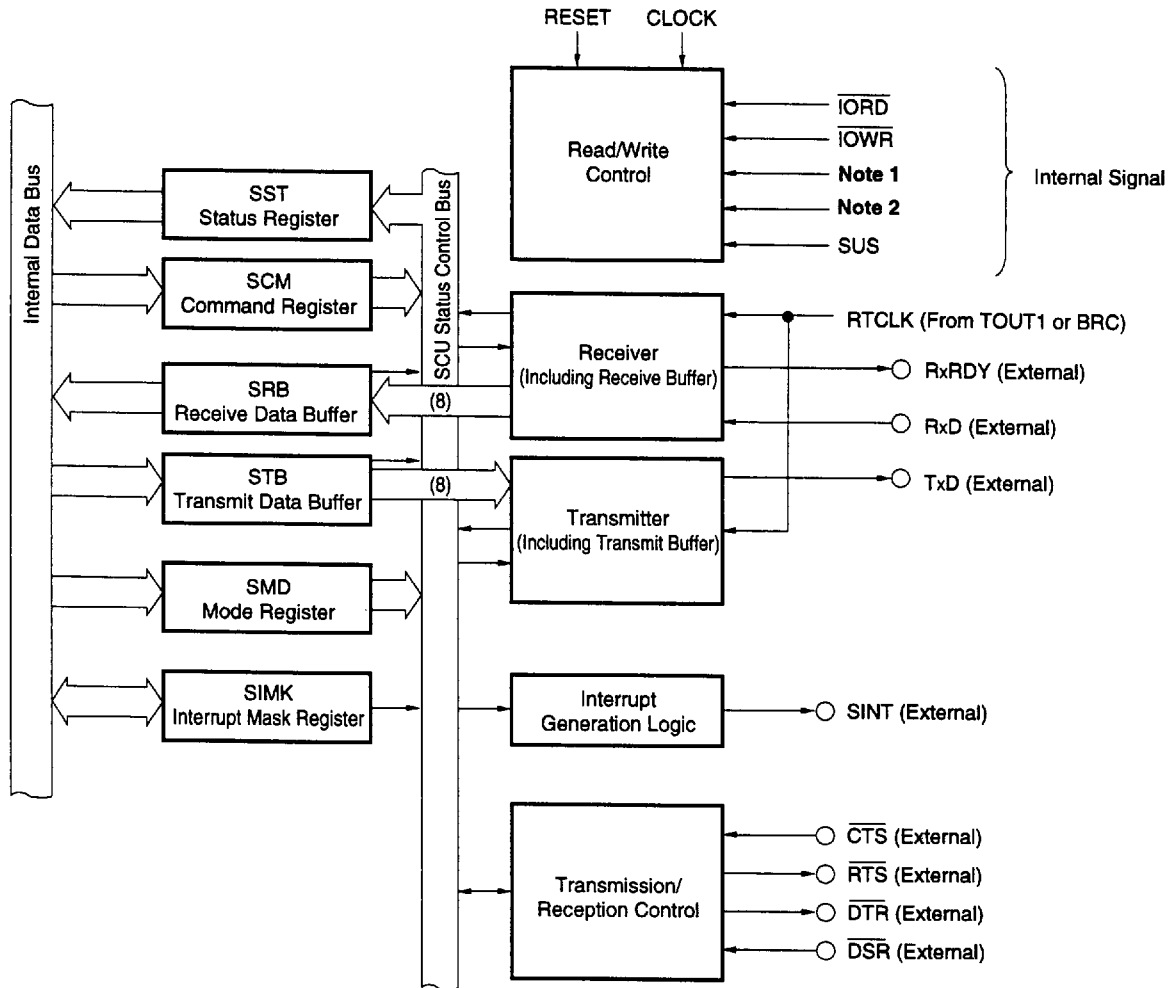 RESET CLOCK
Read/Write
Control
IORD
IOWR
Note 1
Note 2
SUS
Internal Signal
Internal Data Bus
SCU Status Control Bus
SST
Status Register
SCM
Command Register
SRB
Receive Data Buffer
(8)
STB
Transmit Data Buffer
(8)
SMD
Mode Register
SIMK
Interrupt Mask Register
Receiver
(Including Receive Buffer)
RTCLK (From TOUT1 or BRC)
RxRDY (External)
RxD (External)
Transmitter
(Including Transmit Buffer)
TxD (External)
Interrupt
Generation Logic
SINT (External)
Transmission/
Reception Control
CTS (External)
RTS (External)
DTR (External)
DSR (External)